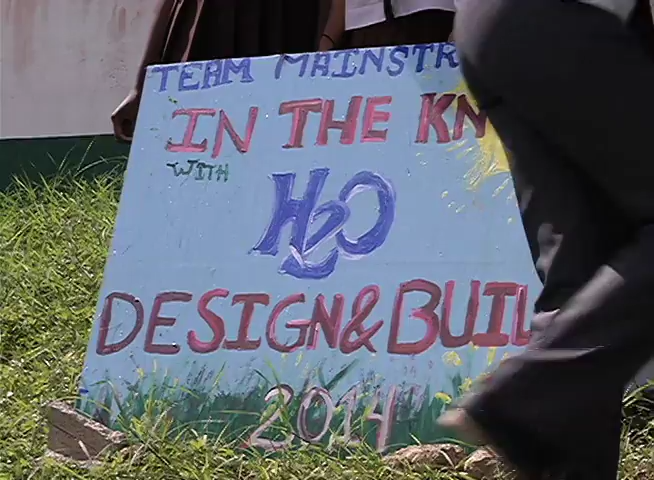 TEAM MAINSTR
IN THE KN
WITH
H2O
DESIGN & BUIL
2014